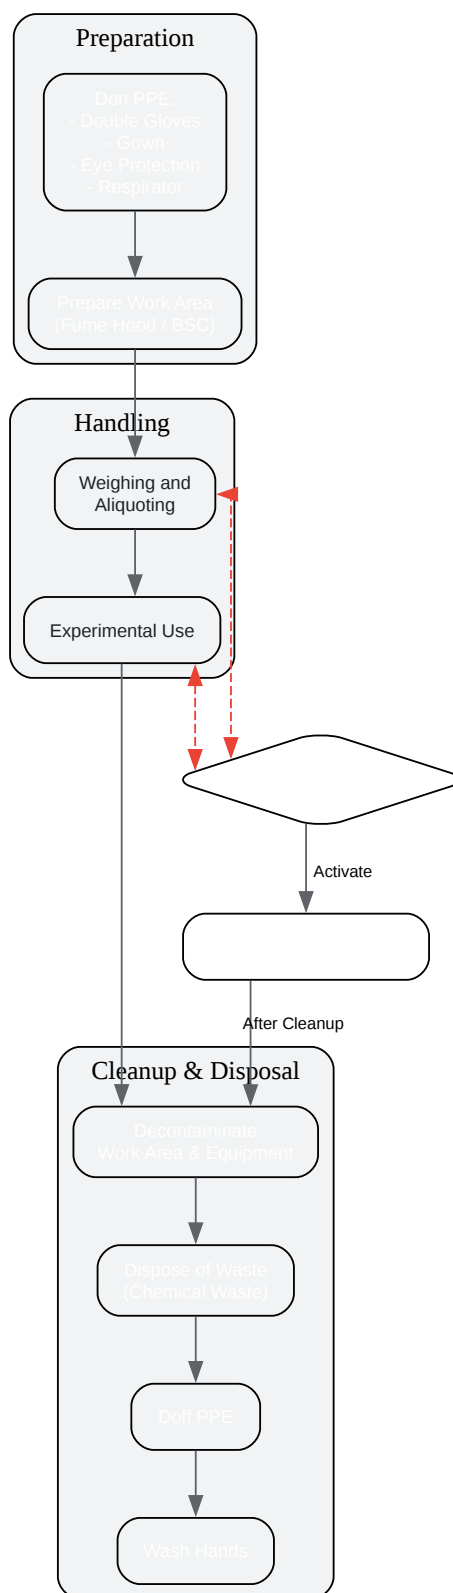 Preparation
Don PPE:
- Double Gloves
- Gown
- Eye Protection
- Respirator
Prepare Work Area
(Fume Hood / BSC)
Handling
Weighing and
Aliquoting
Experimental Use
Activate
After Cleanup
Cleanup & Disposal
Decontaminate
Work Area & Equipment
Dispose of Waste
(Chemical Waste)
Doff PPE
Wash Hands